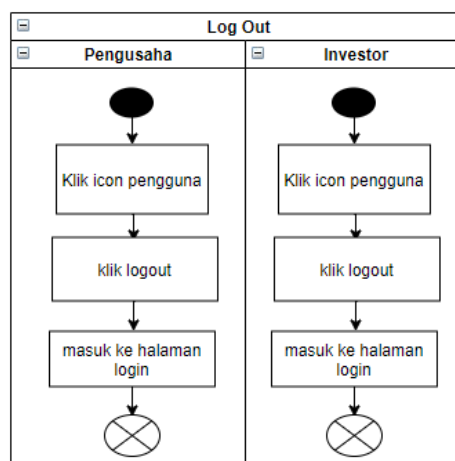 Log Out
Pengusaha
Investor
Klik icon pengguna
klik logout
masuk ke halaman
login
Klik icon pengguna
klik logout
masuk ke halaman
login